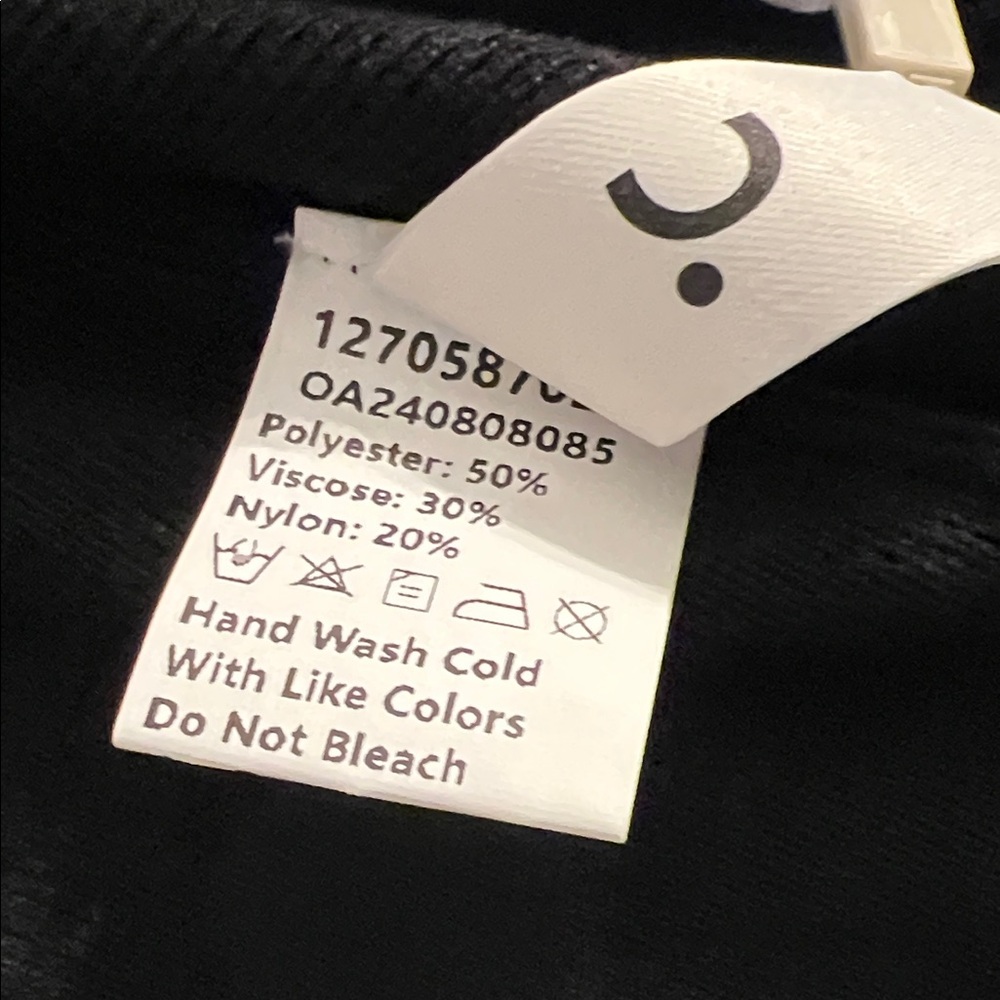 OA240808085
Polyester: 50%
Viscose: 30%
Nylon: 20%
Hand Wash Cold
With Like Colors
Do Not Bleach